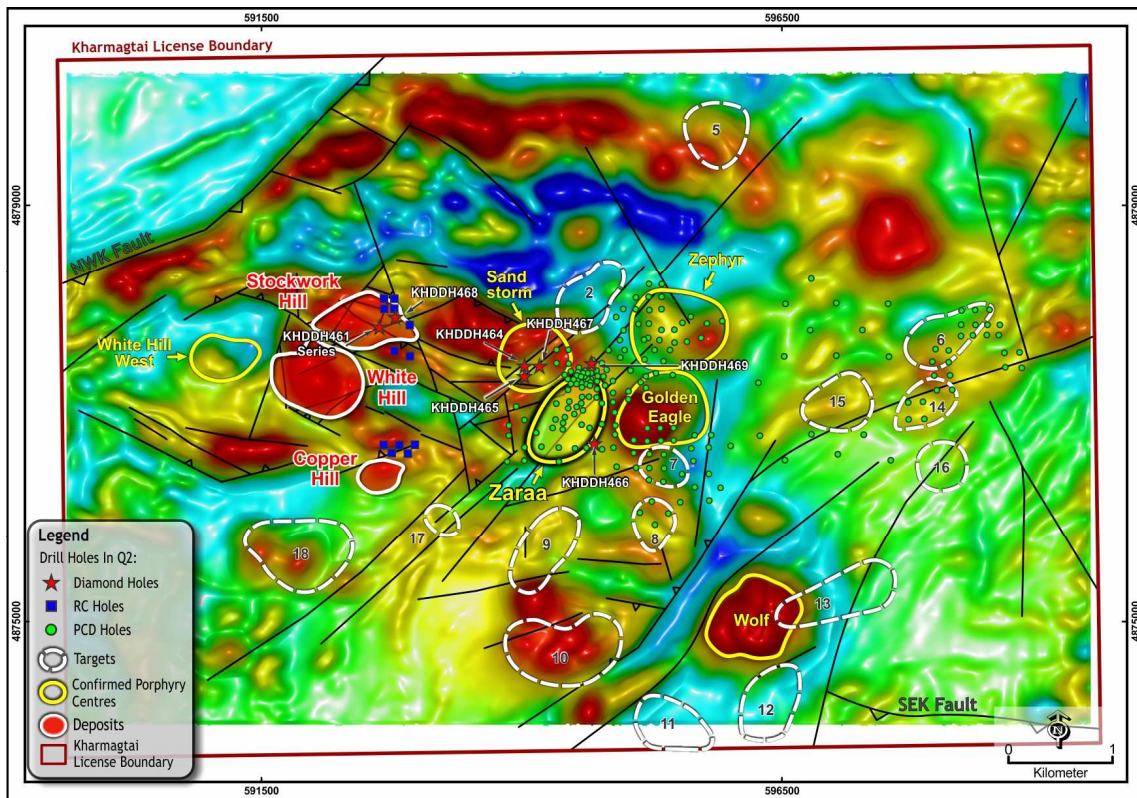 591500
596500
Kharmagtai License Boundary
5
4879000
4879000
NWK Fault
Zephyr
Stockwork
Hill
KHDDH468
Sand
storm
2
KHDDH464
KHDDH467
KHDDH461
Series
White Hill
West
6
KHDDH469
White
Hill
KHDDH465
Golden
Eagle
15
14
Copper
Hill
Zaraa
KHDDH466
7
16
18
17
9
8
Wolf
13
10
4875000
4875000
11
12
SEK Fault
N
0
1
Kilometer
Legend
Drill Holes In Q2:
Diamond Holes
RC Holes
PCD Holes
Targets
Confirmed Porphyry
Centres
Deposits
Kharmagtai
License Boundary
591500
596500